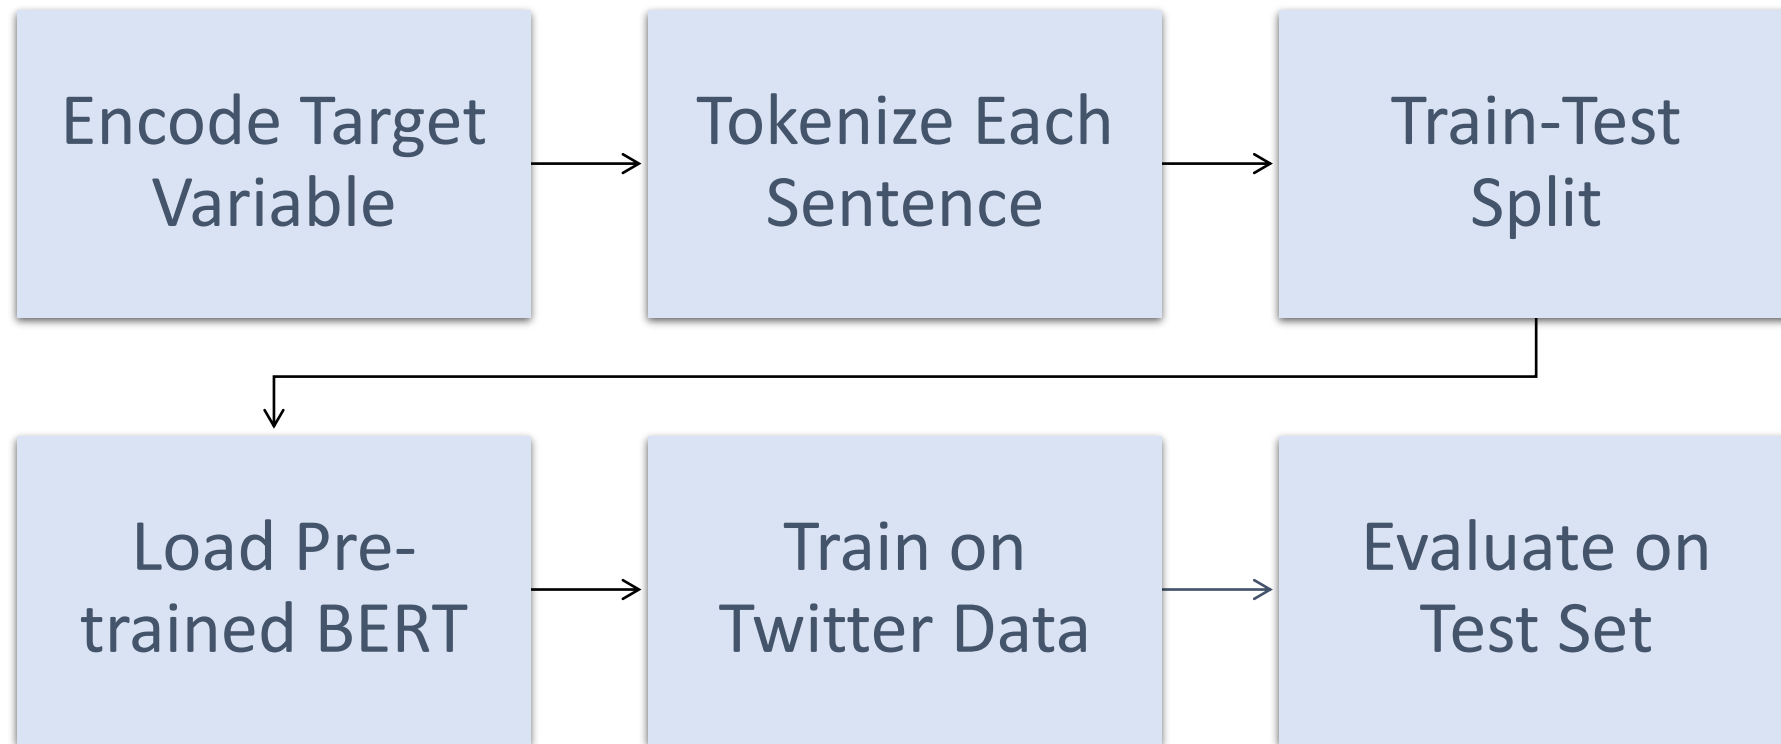 Encode Target
Variable
Tokenize Each
Sentence
Train-Test
Split
Load Pre-
trained BERT
Train on
Twitter Data
Evaluate on
Test Set